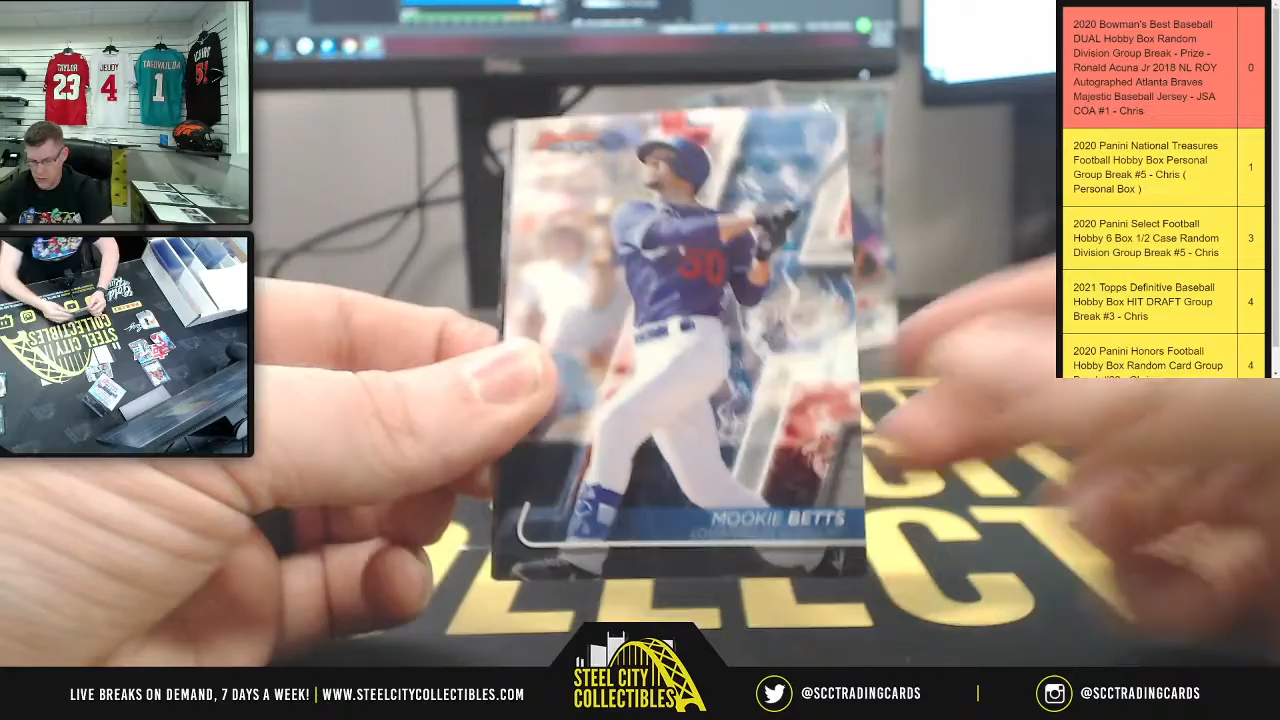 TAYLOR
23
JEUDY
4
TAGOVAILOA
1
51
STEEL CITY
COLLECTIBLES
50
MOOKIE BETTS
2020 Bowman's Best Baseball
DUAL Hobby Box Random
Division Group Break - Prize -
Ronald Acuna Jr 2018 NL ROY
Autographed Atlanta Braves
Majestic Baseball Jersey - JSA
COA #1 - Chris
0
2020 Panini National Treasures
Football Hobby Box Personal
Group Break #5 - Chris (
Personal Box )
1
2020 Panini Select Football
Hobby 6 Box 1/2 Case Random
Division Group Break #5 - Chris
3
2021 Topps Definitive Baseball
Hobby Box HIT DRAFT Group
Break #3 - Chris
4
2020 Panini Honors Football
Hobby Box Random Card Group
4
LIVE BREAKS ON DEMAND, 7 DAYS A WEEK! | WWW.STEELCITYCOLLECTIBLES.COM
STEEL CITY
COLLECTIBLES
@SCCTRADINGCARDS
@SCCTRADINGCARDS